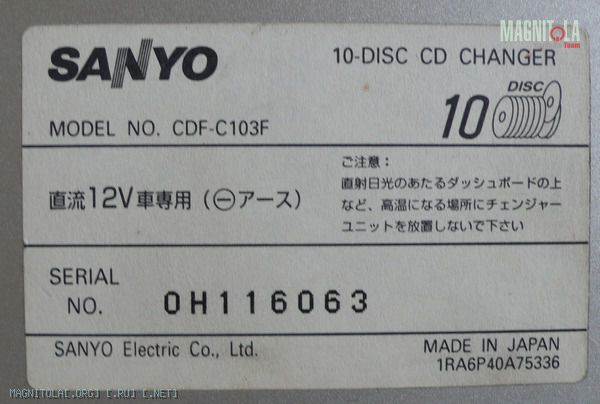 MAGNITOLA
Team
SANYO
10-DISC CD CHANGER
DISC
10
MODEL NO. CDF-C103F
ご注意：
直射日光のあたるダッシュボードの上
など、高温になる場所にチェンジャー
ユニットを放置しないで下さい
直流12V車専用(⊖アース)
SERIAL
NO. 0H116063
SANYO Electric Co., Ltd.
MADE IN JAPAN
1RA6P40A75336
MAGNITOLA[.ORG] [.RU] [.NET]